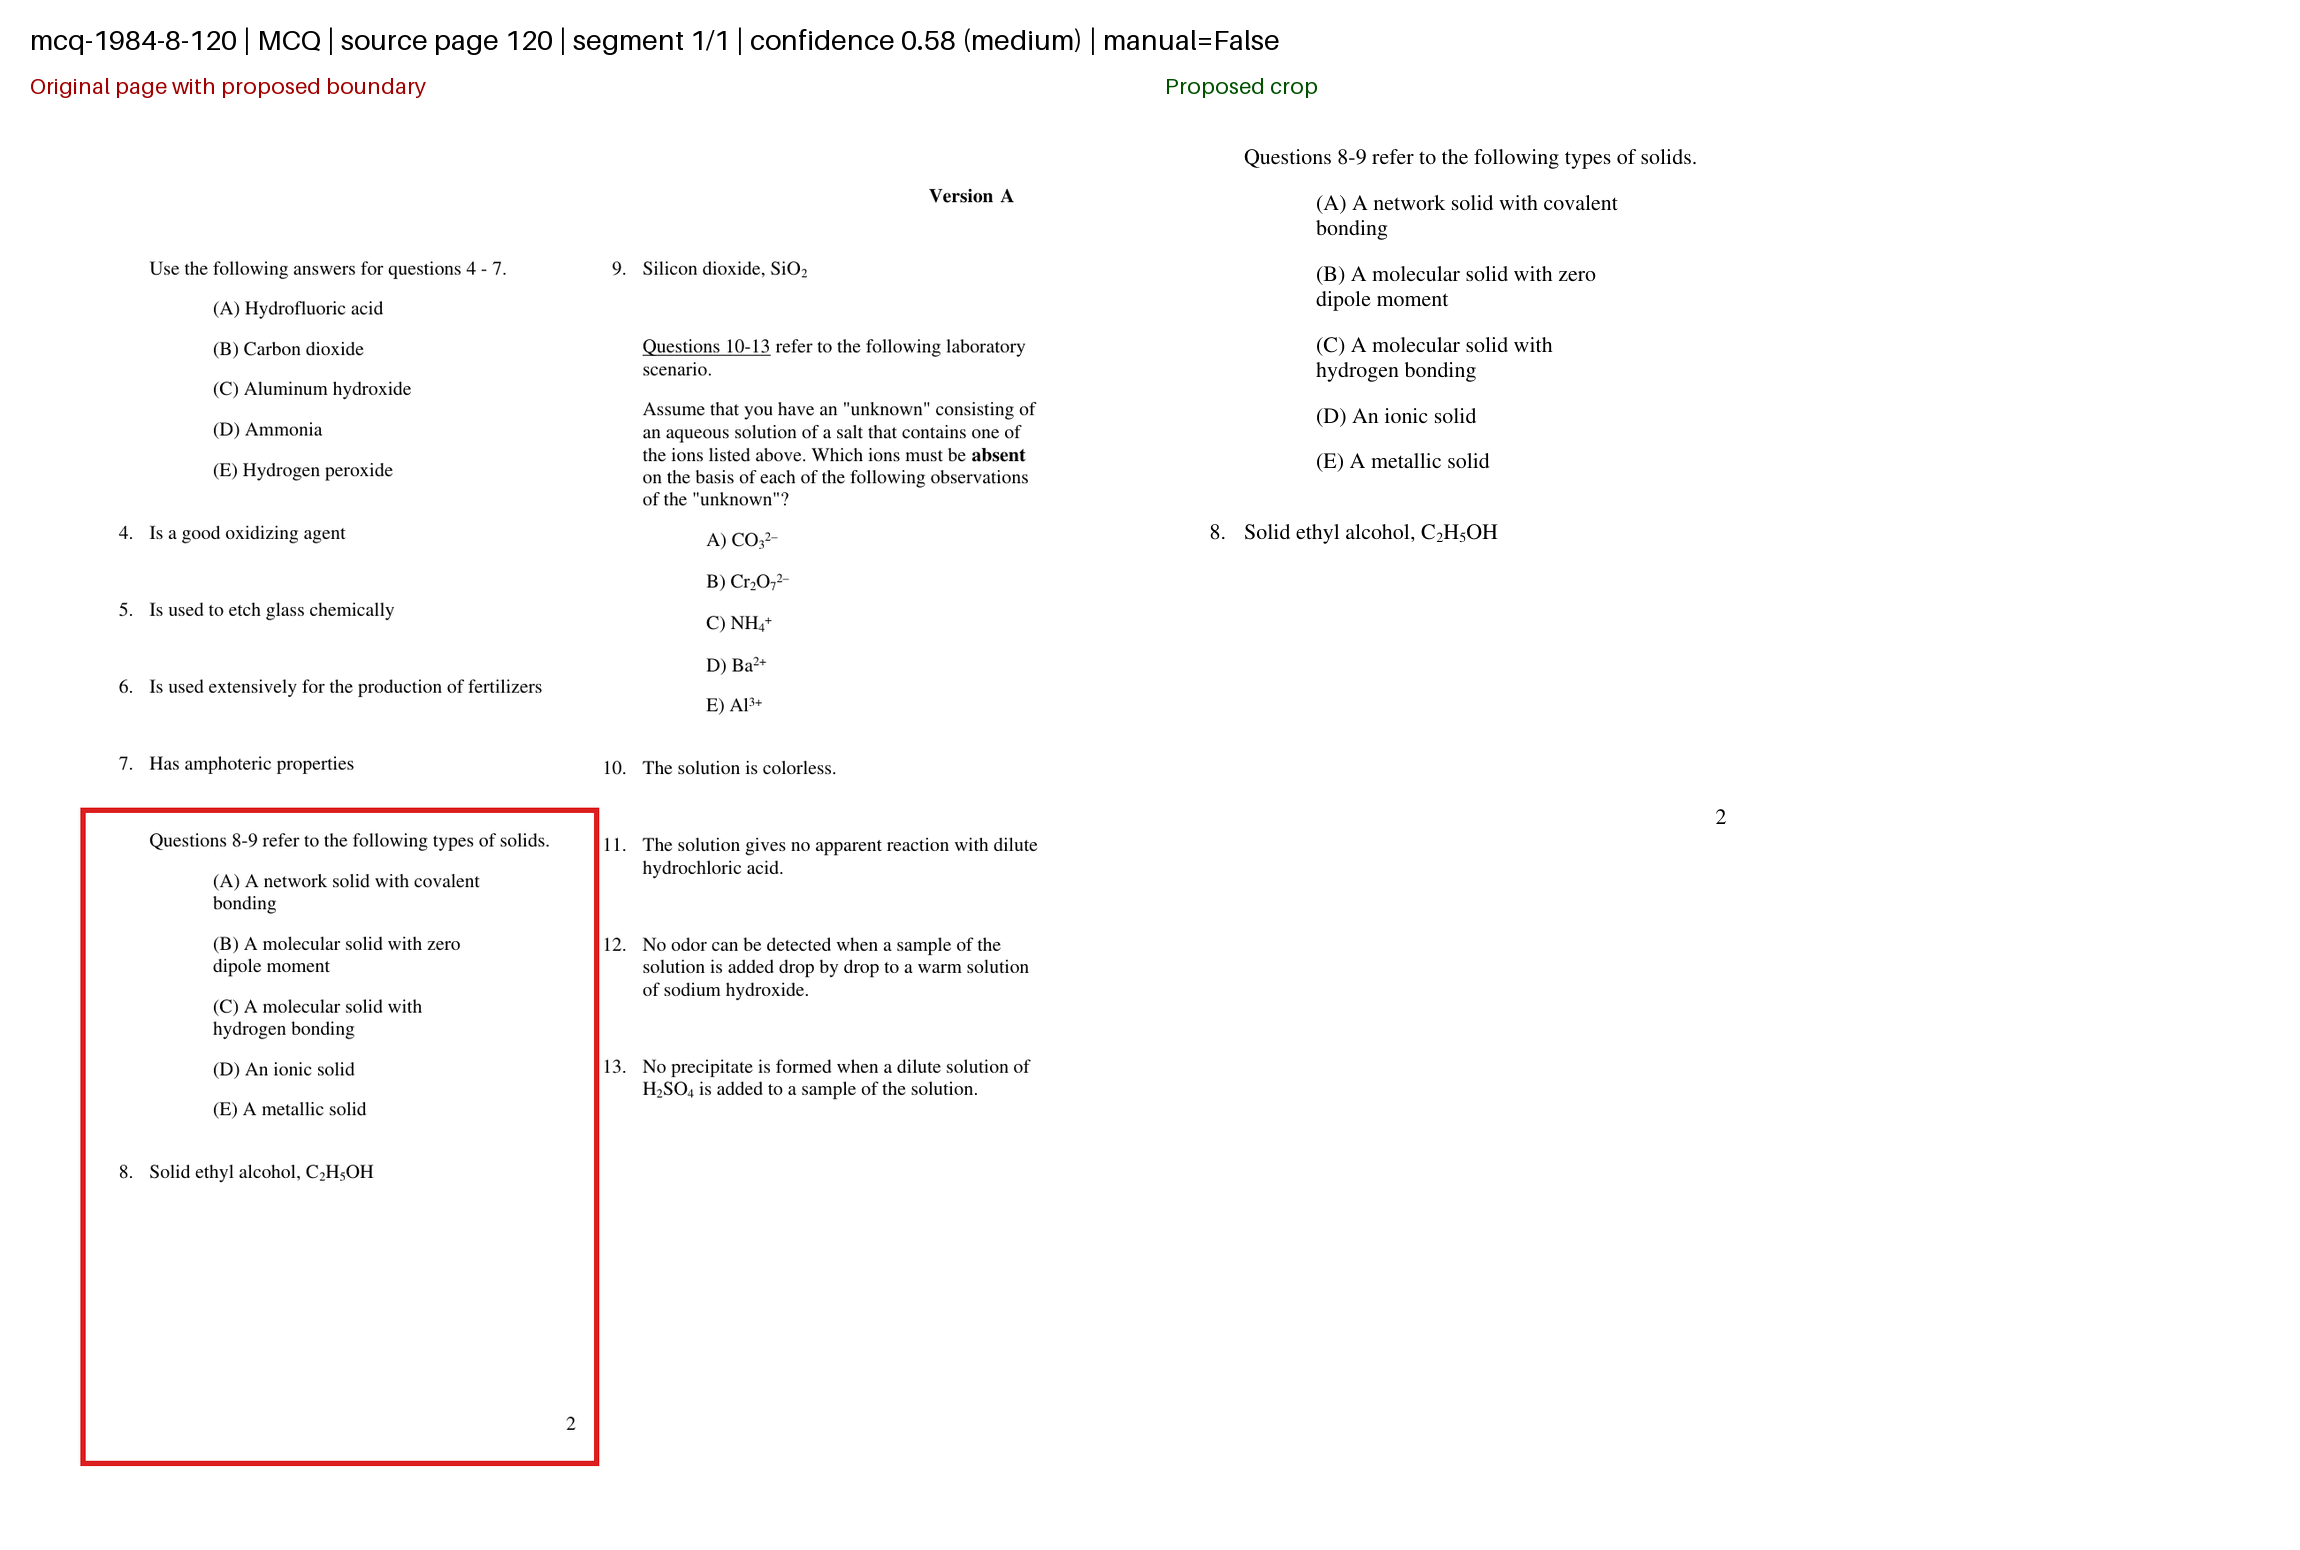 mcq-1984-8-120 | MCQ | source page 120 | segment 1/1 | confidence 0.58 (medium) | manual=False
Original page with proposed boundary
Version A
Use the following answers for questions 4 - 7.
(A) Hydrofluoric acid
(B) Carbon dioxide
(C) Aluminum hydroxide
(D) Ammonia
(E) Hydrogen peroxide
4. Is a good oxidizing agent
5. Is used to etch glass chemically
6. Is used extensively for the production of fertilizers
7. Has amphoteric properties
Questions 8-9 refer to the following types of solids.
(A) A network solid with covalent
bonding
(B) A molecular solid with zero
dipole moment
(C) A molecular solid with
hydrogen bonding
(D) An ionic solid
(E) A metallic solid
8. Solid ethyl alcohol, C₂H₅OH
9. Silicon dioxide, SiO₂
Questions 10-13 refer to the following laboratory
scenario.
Assume that you have an "unknown" consisting of
an aqueous solution of a salt that contains one of
the ions listed above. Which ions must be absent
on the basis of each of the following observations
of the "unknown"?
A) CO₃²⁻
B) Cr₂O₇²⁻
C) NH₄⁺
D) Ba²⁺
E) Al³⁺
10. The solution is colorless.
11. The solution gives no apparent reaction with dilute
hydrochloric acid.
12. No odor can be detected when a sample of the
solution is added drop by drop to a warm solution
of sodium hydroxide.
13. No precipitate is formed when a dilute solution of
H₂SO₄ is added to a sample of the solution.
2
Proposed crop
Questions 8-9 refer to the following types of solids.
(A) A network solid with covalent
bonding
(B) A molecular solid with zero
dipole moment
(C) A molecular solid with
hydrogen bonding
(D) An ionic solid
(E) A metallic solid
8. Solid ethyl alcohol, C₂H₅OH
2